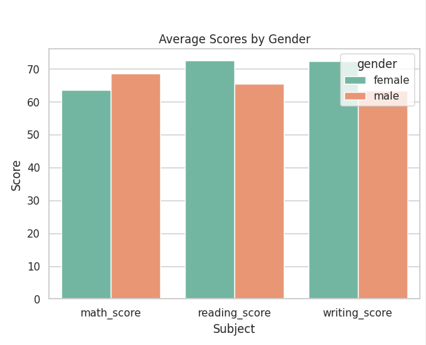 Average Scores by Gender
gender
female
male
70
60
50
40
30
20
10
0
Score
math_score
reading_score
writing_score
Subject